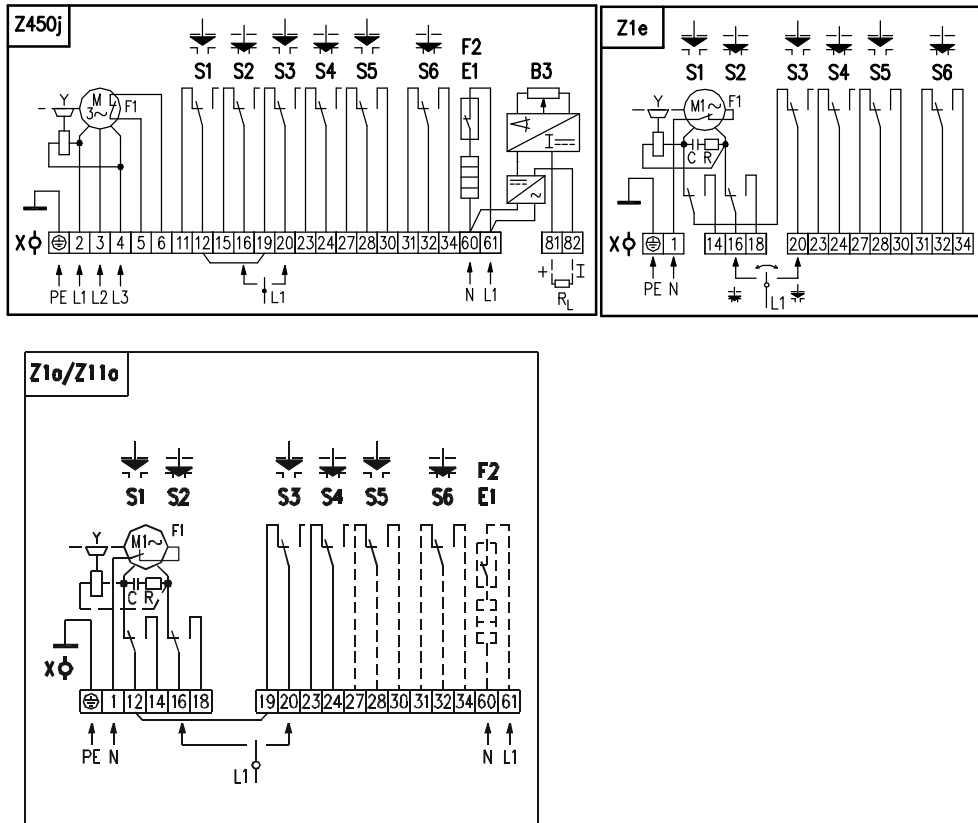 Z450j
S1 S2 S3 S4 S5 S6 F2
E1 B3
Y M
3~ F1
I
~
X 2 3 4 5 6 11 12 15 16 19 20 23 24 27 28 30 31 32 34 60 61 81 82
PE L1 L2 L3 L1 N L1 + I
RL
Z1e
S1 S2 S3 S4 S5 S6
Y M1~ F1
C R
X 1 14 16 18 20 23 24 27 28 30 31 32 34
PE N L1
Z1a/Z11a
S1 S2 S3 S4 S5 S6 F2
E1
Y M1~ F1
C R
X 1 12 14 16 18 19 20 23 24 27 28 30 31 32 34 60 61
PE N L1 N L1